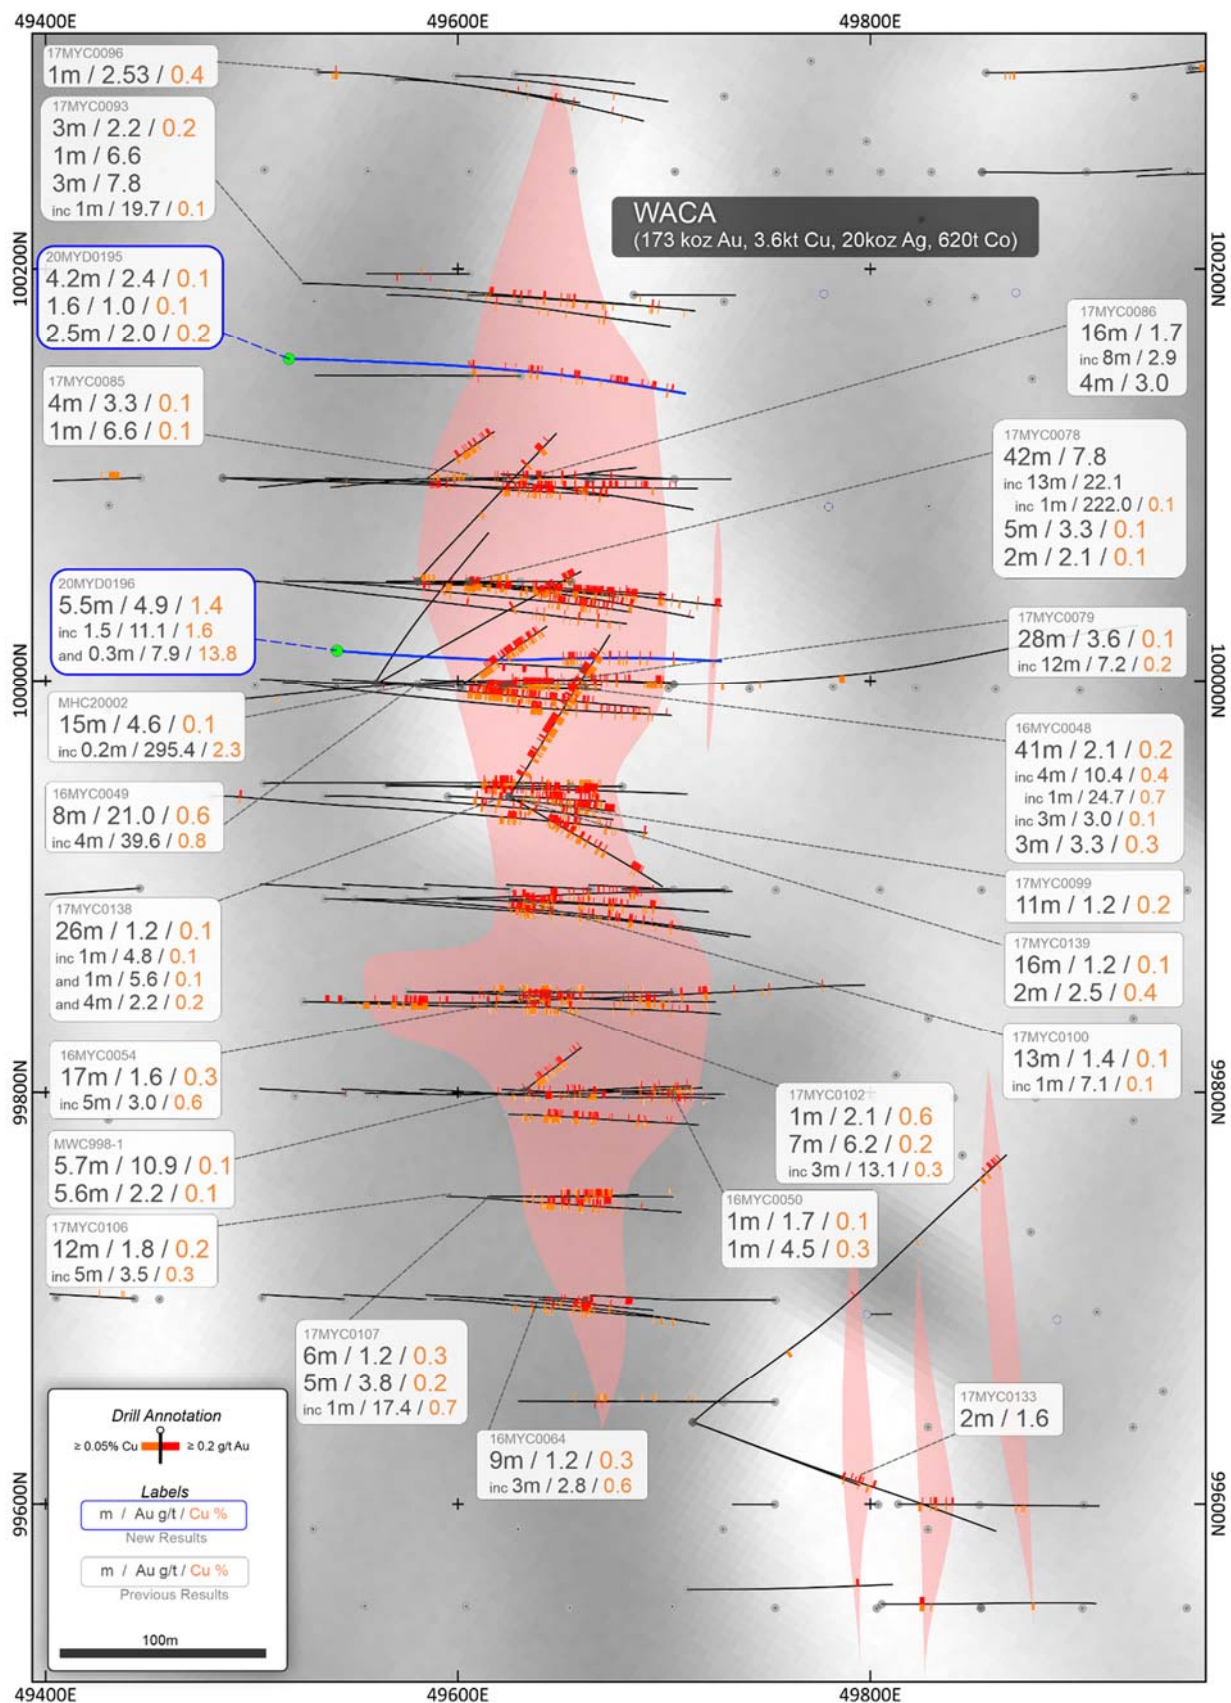 49400E
49600E
49800E
17MYC0096
1m / 2.53 / 0.4
17MYC0093
3m / 2.2 / 0.2
1m / 6.6
3m / 7.8
inc 1m / 19.7 / 0.1
WACA
(173 koz Au, 3.6kt Cu, 20koz Ag, 620t Co)
100200N
100200N
20MYD0195
4.2m / 2.4 / 0.1
1.6 / 1.0 / 0.1
2.5m / 2.0 / 0.2
17MYC0086
16m / 1.7
inc 8m / 2.9
4m / 3.0
17MYC0085
4m / 3.3 / 0.1
1m / 6.6 / 0.1
17MYC0078
42m / 7.8
inc 13m / 22.1
inc 1m / 222.0 / 0.1
5m / 3.3 / 0.1
2m / 2.1 / 0.1
20MYD0196
5.5m / 4.9 / 1.4
inc 1.5 / 11.1 / 1.6
and 0.3m / 7.9 / 13.8
17MYC0079
28m / 3.6 / 0.1
inc 12m / 7.2 / 0.2
100000N
100000N
MHC20002
15m / 4.6 / 0.1
inc 0.2m / 295.4 / 2.3
16MYC0048
41m / 2.1 / 0.2
inc 4m / 10.4 / 0.4
inc 1m / 24.7 / 0.7
inc 3m / 3.0 / 0.1
3m / 3.3 / 0.3
16MYC0049
8m / 21.0 / 0.6
inc 4m / 39.6 / 0.8
17MYC0099
11m / 1.2 / 0.2
17MYC0138
26m / 1.2 / 0.1
inc 1m / 4.8 / 0.1
and 1m / 5.6 / 0.1
and 4m / 2.2 / 0.2
17MYC0139
16m / 1.2 / 0.1
2m / 2.5 / 0.4
17MYC0100
13m / 1.4 / 0.1
inc 1m / 7.1 / 0.1
16MYC0054
17m / 1.6 / 0.3
inc 5m / 3.0 / 0.6
99800N
99800N
17MYC0102
1m / 2.1 / 0.6
7m / 6.2 / 0.2
inc 3m / 13.1 / 0.3
MWC998-1
5.7m / 10.9 / 0.1
5.6m / 2.2 / 0.1
16MYC0050
1m / 1.7 / 0.1
1m / 4.5 / 0.3
17MYC0106
12m / 1.8 / 0.2
inc 5m / 3.5 / 0.3
17MYC0107
6m / 1.2 / 0.3
5m / 3.8 / 0.2
inc 1m / 17.4 / 0.7
17MYC0133
2m / 1.6
16MYC0064
9m / 1.2 / 0.3
inc 3m / 2.8 / 0.6
99600N
99600N
Drill Annotation
≥ 0.05% Cu
≥ 0.2 g/t Au
Labels
m / Au g/t / Cu %
New Results
m / Au g/t / Cu %
Previous Results
100m
49400E
49600E
49800E